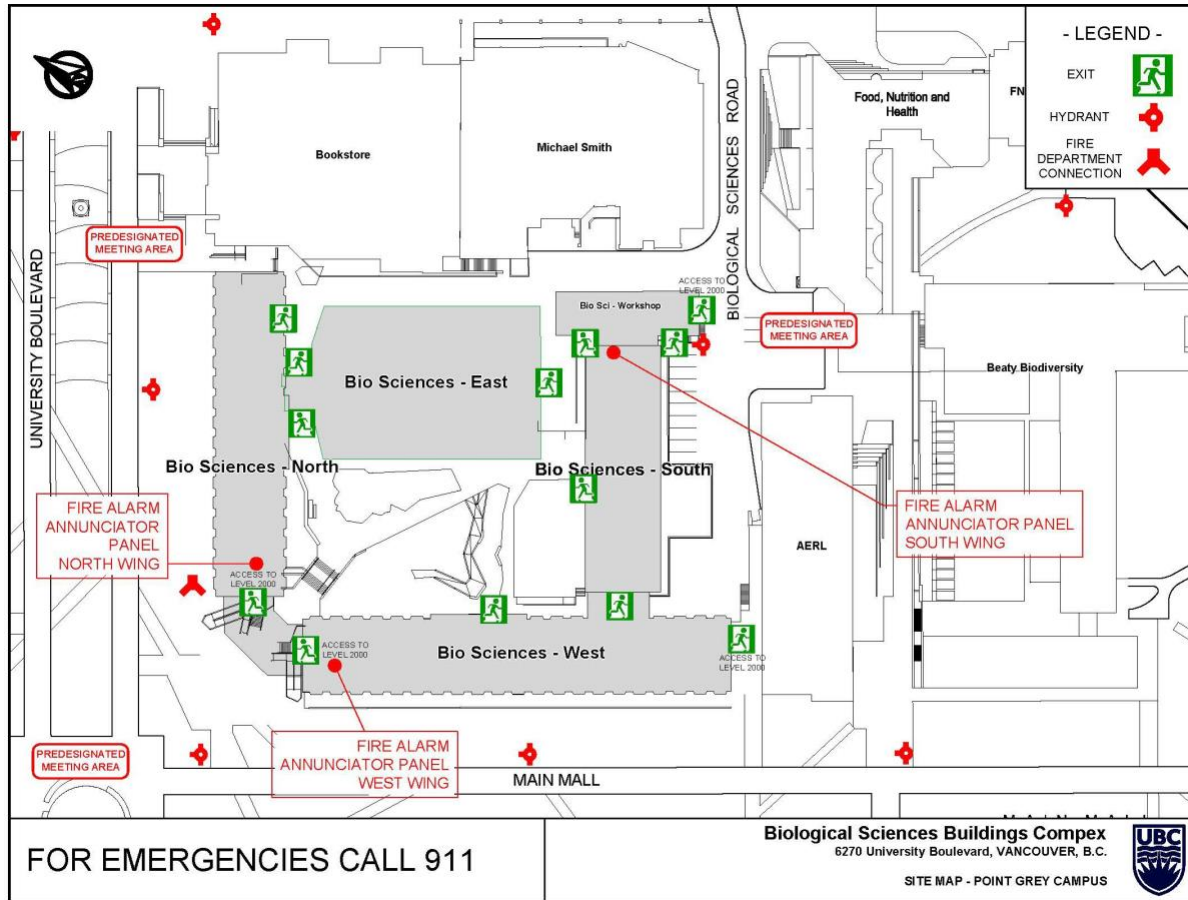 - LEGEND -
EXIT
HYDRANT
FIRE
DEPARTMENT
CONNECTION
FN
Food, Nutrition and
Health
BIOLOGICAL SCIENCES ROAD
Bookstore
Michael Smith
UNIVERSITY BOULEVARD
PREDESIGNATED
MEETING AREA
ACCESS TO
LEVEL 2000
Bio Sci - Workshop
PREDESIGNATED
MEETING AREA
Beaty Biodiversity
Bio Sciences - East
Bio Sciences - North
Bio Sciences - South
FIRE ALARM
ANNUNCIATOR
PANEL
NORTH WING
FIRE ALARM
ANNUNCIATOR PANEL
SOUTH WING
AERL
ACCESS TO
LEVEL 2000
ACCESS TO
LEVEL 2000
Bio Sciences - West
ACCESS TO
LEVEL 2000
PREDESIGNATED
MEETING AREA
FIRE ALARM
ANNUNCIATOR PANEL
WEST WING
MAIN MALL
FOR EMERGENCIES CALL 911
Biological Sciences Buildings Compex
6270 University Boulevard, VANCOUVER, B.C.
SITE MAP - POINT GREY CAMPUS
UBC